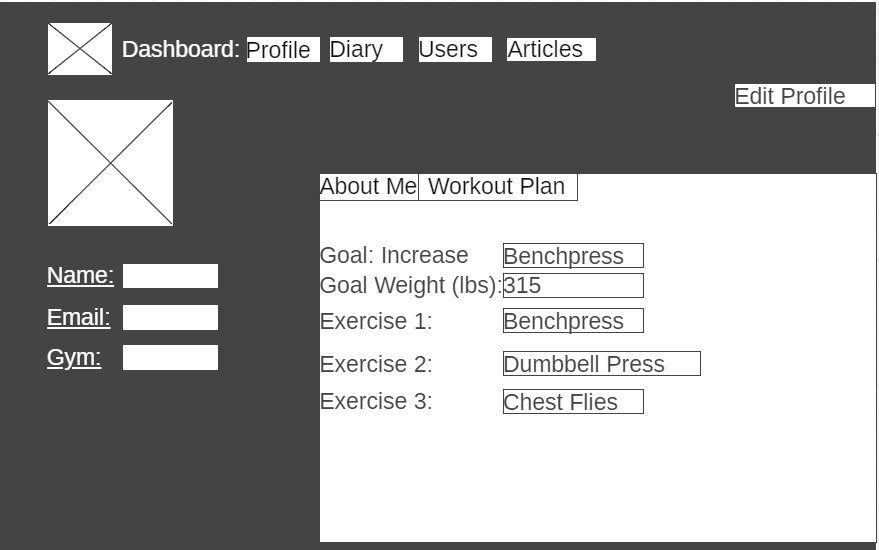 Dashboard: Profile Diary Users Articles
Edit Profile
About Me Workout Plan
Goal: Increase Benchpress
Goal Weight (lbs): 315
Exercise 1: Benchpress
Exercise 2: Dumbbell Press
Exercise 3: Chest Flies
Name:
Email:
Gym: